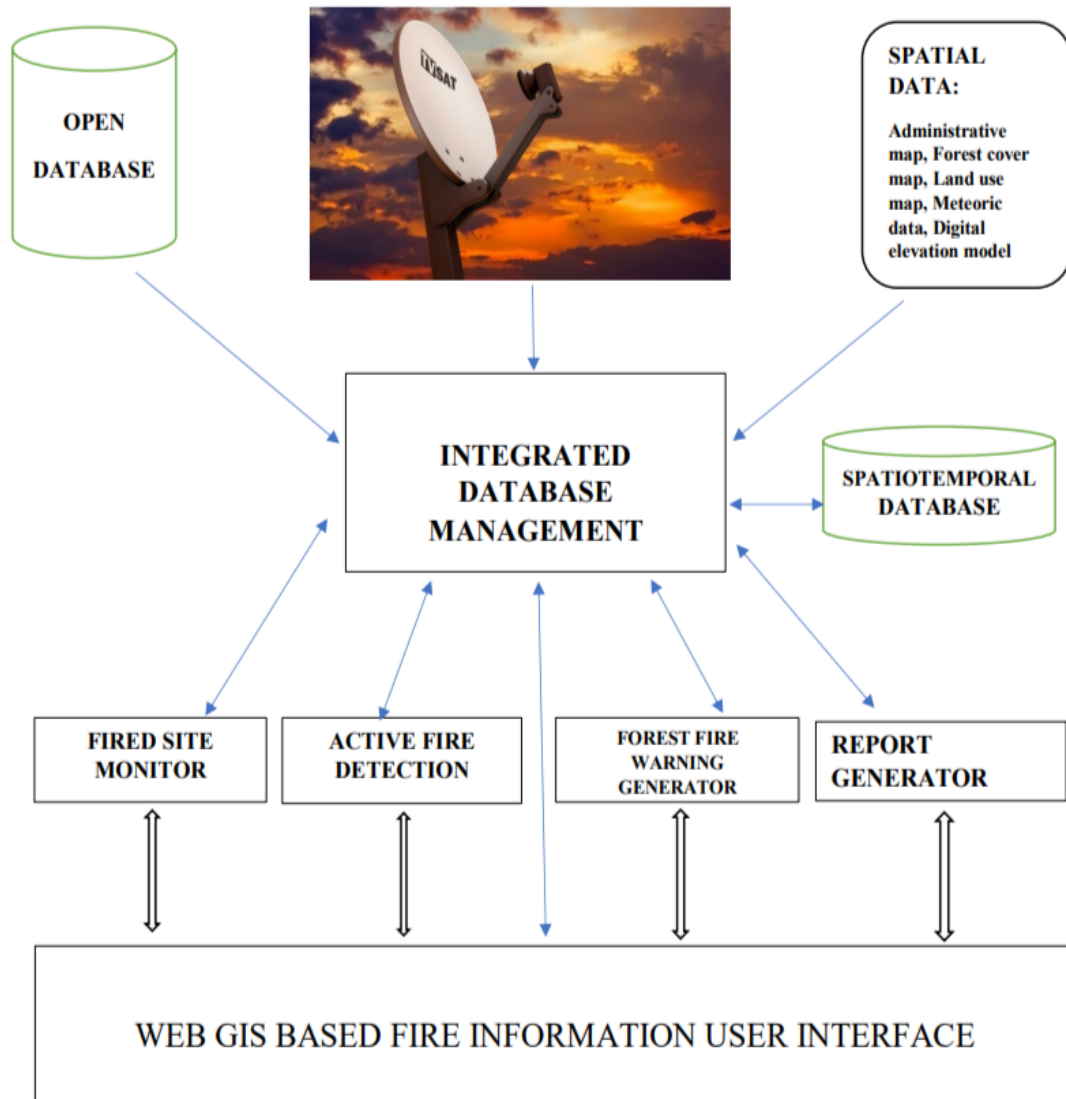 OPEN
DATABASE
TVSAT
SPATIAL
DATA:
Administrative
map, Forest cover
map, Land use
map, Meteoric
data, Digital
elevation model
INTEGRATED
DATABASE
MANAGEMENT
SPATIOTEMPORAL
DATABASE
FIRED SITE
MONITOR
ACTIVE FIRE
DETECTION
FOREST FIRE
WARNING
GENERATOR
REPORT
GENERATOR
WEB GIS BASED FIRE INFORMATION USER INTERFACE